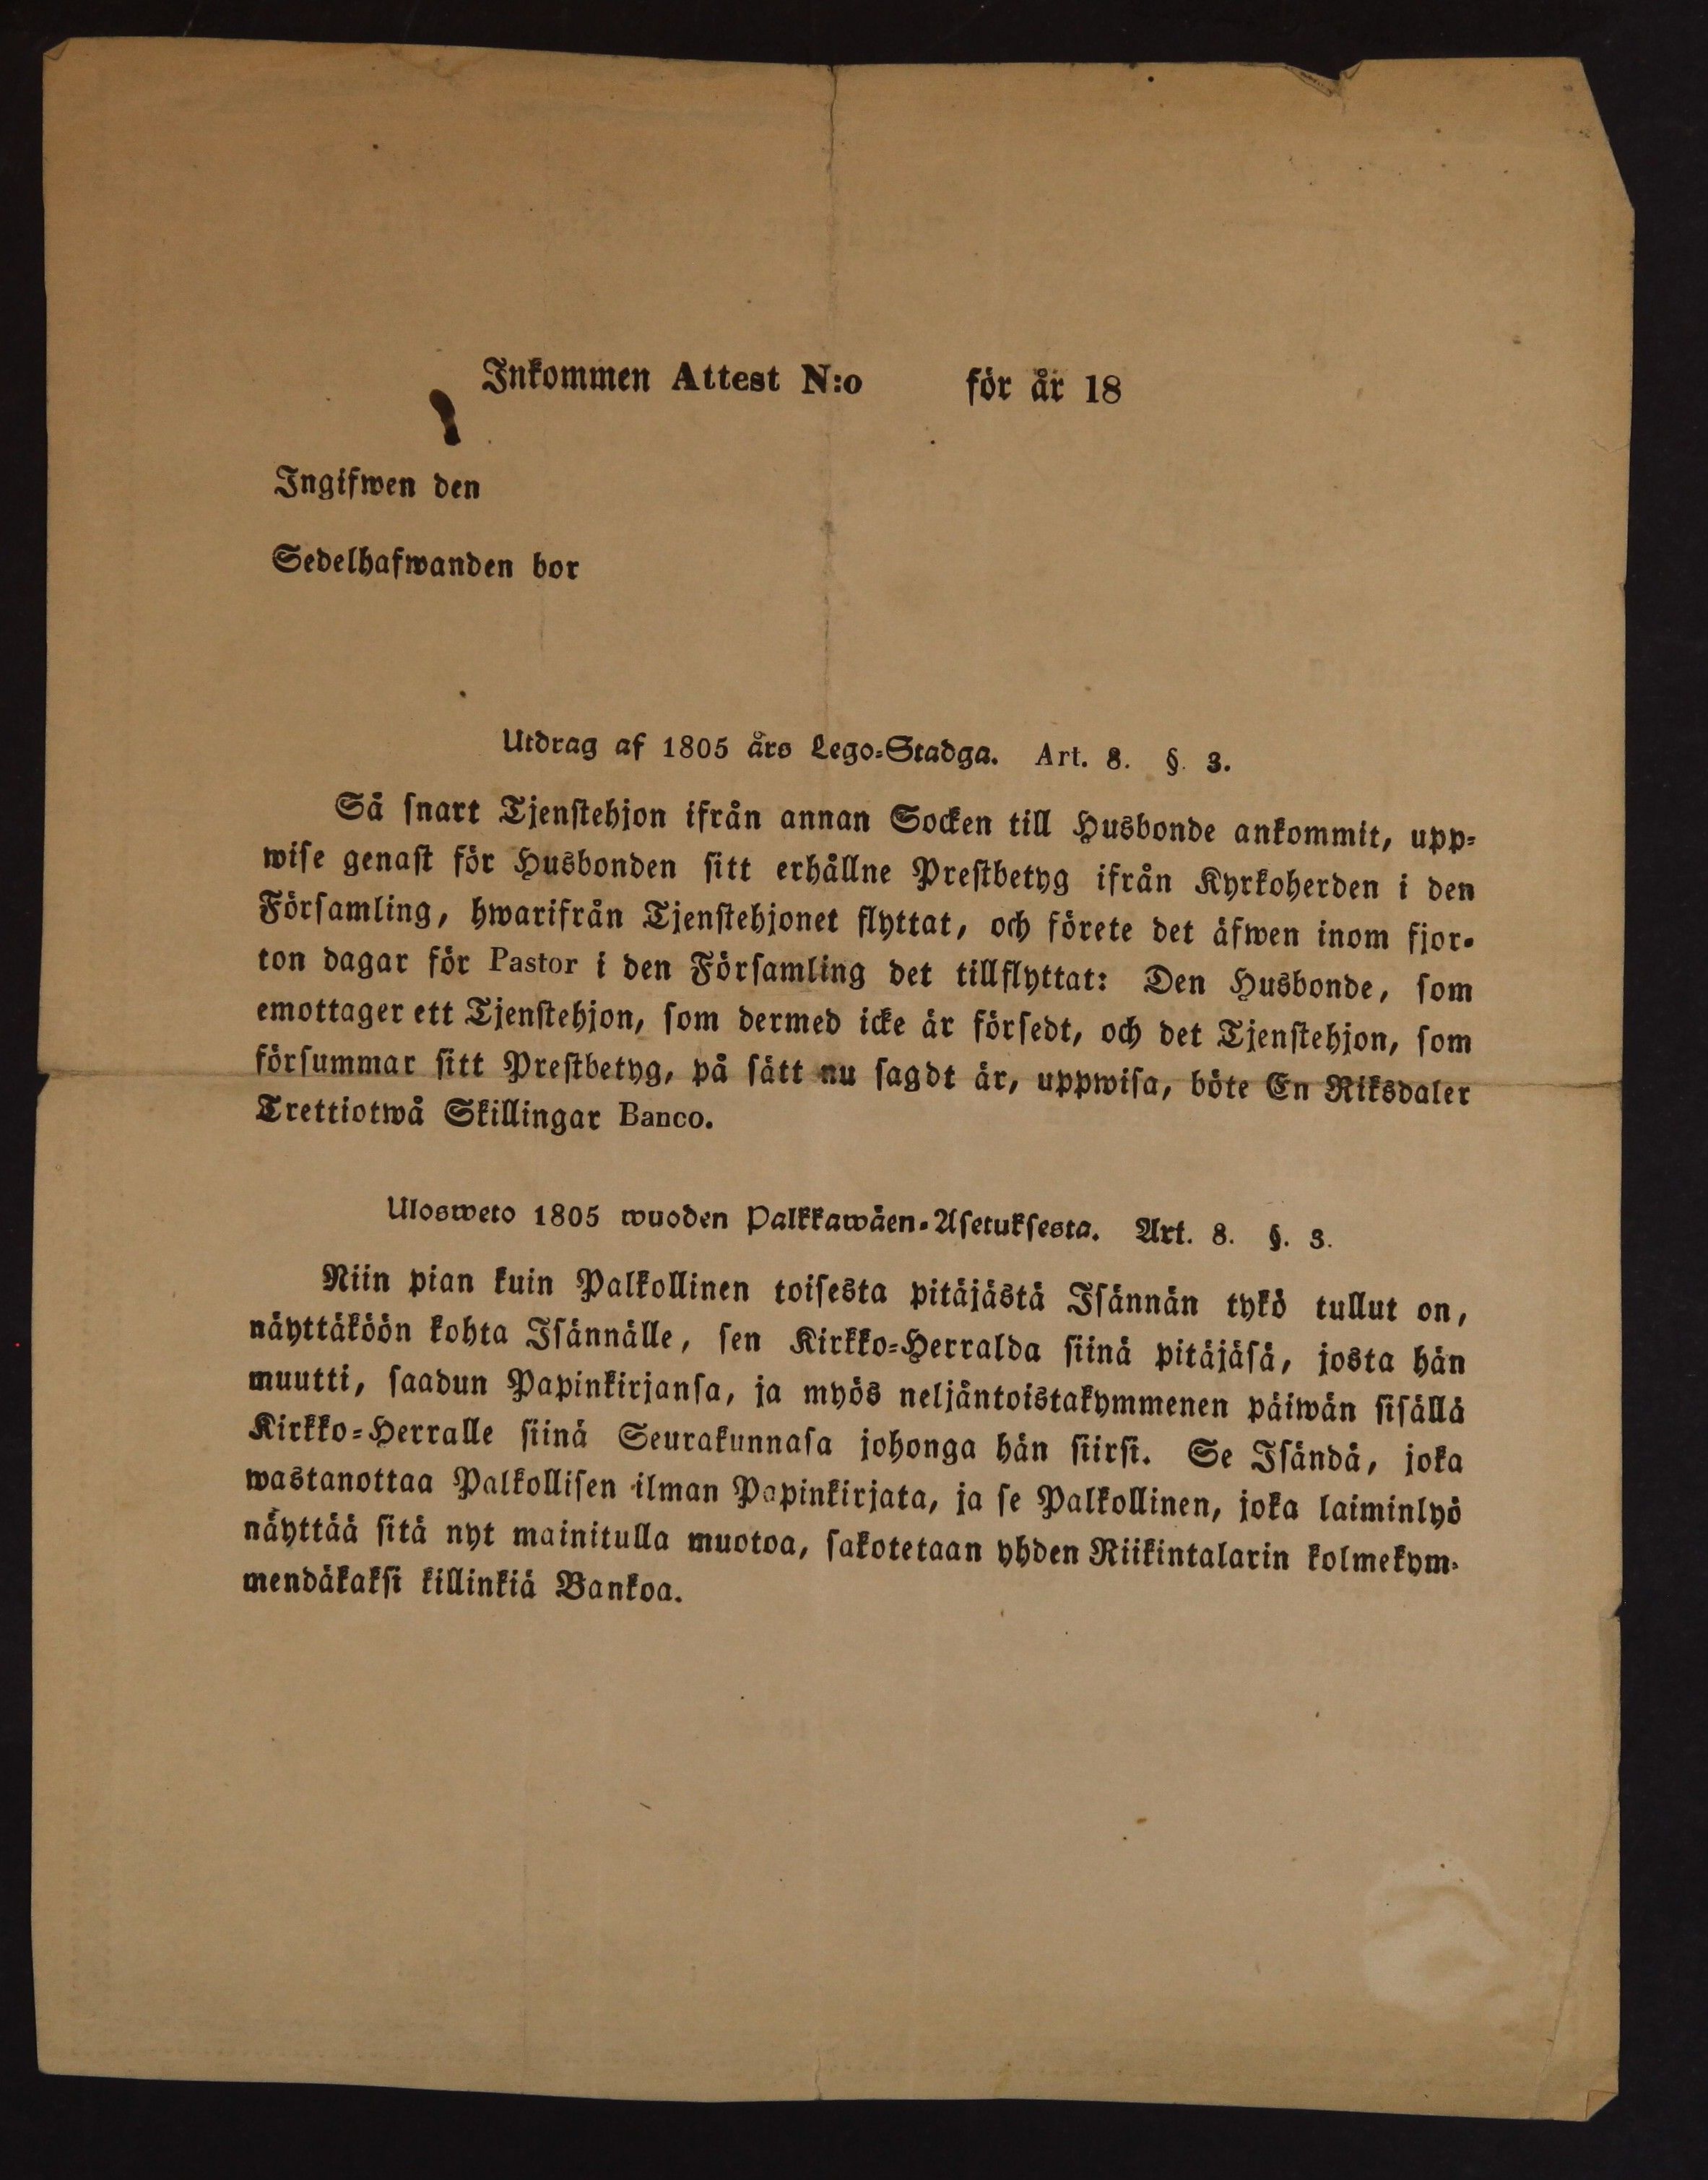 Inkommen Attest N:o för år 18
Ingifwen den
Sedelhafwanden bor
Utdrag af 1805 års Lego-Stadga. Art. 8. §. 3.
Så snart Tjenstehjon ifrån annan Socken till Husbonde ankommit, upp-
wise genast för Husbonden sitt erhållne Prestbetyg ifrån Kyrkoherden i den
Församling, hwarifrån Tjenstehjonet flyttat, och förete det äfwen inom fjor-
ton dagar för Pastor i den Församling det tillflyttat: Den Husbonde, som
emottager ett Tjenstehjon, som dermed icke är försedt, och det Tjenstehjon, som
försummar sitt Prestbetyg, på sätt nu sagdt är, uppwisa, böte En Riksdaler
Trettiotwå Skillingar Banco.
Ulosweto 1805 wuoden Palkkawäen-Asetuksesta. Art. 8. §. 3.
Niin pian kuin Palkollinen toisesta pitäjästä Isännän tykö tullut on,
näyttäköön kohta Isännälle, sen Kirkko-Herralda siinä pitäjäsä, josta hän
muutti, saadun Papinkirjansa, ja myös neljäntoistakymmenen päiwän sisällä
Kirkko-Herralle siinä Seurakunnasa johonga hän siirsi. Se Isändä, joka
wastanottaa Palkollisen ilman Papinkirjata, ja se Palkollinen, joka laiminlyö
näyttää sitä nyt mainitulla muotoa, sakotetaan yhden Riikintalarin kolmekym-
mendäkaksi killinkiä Bankoa.